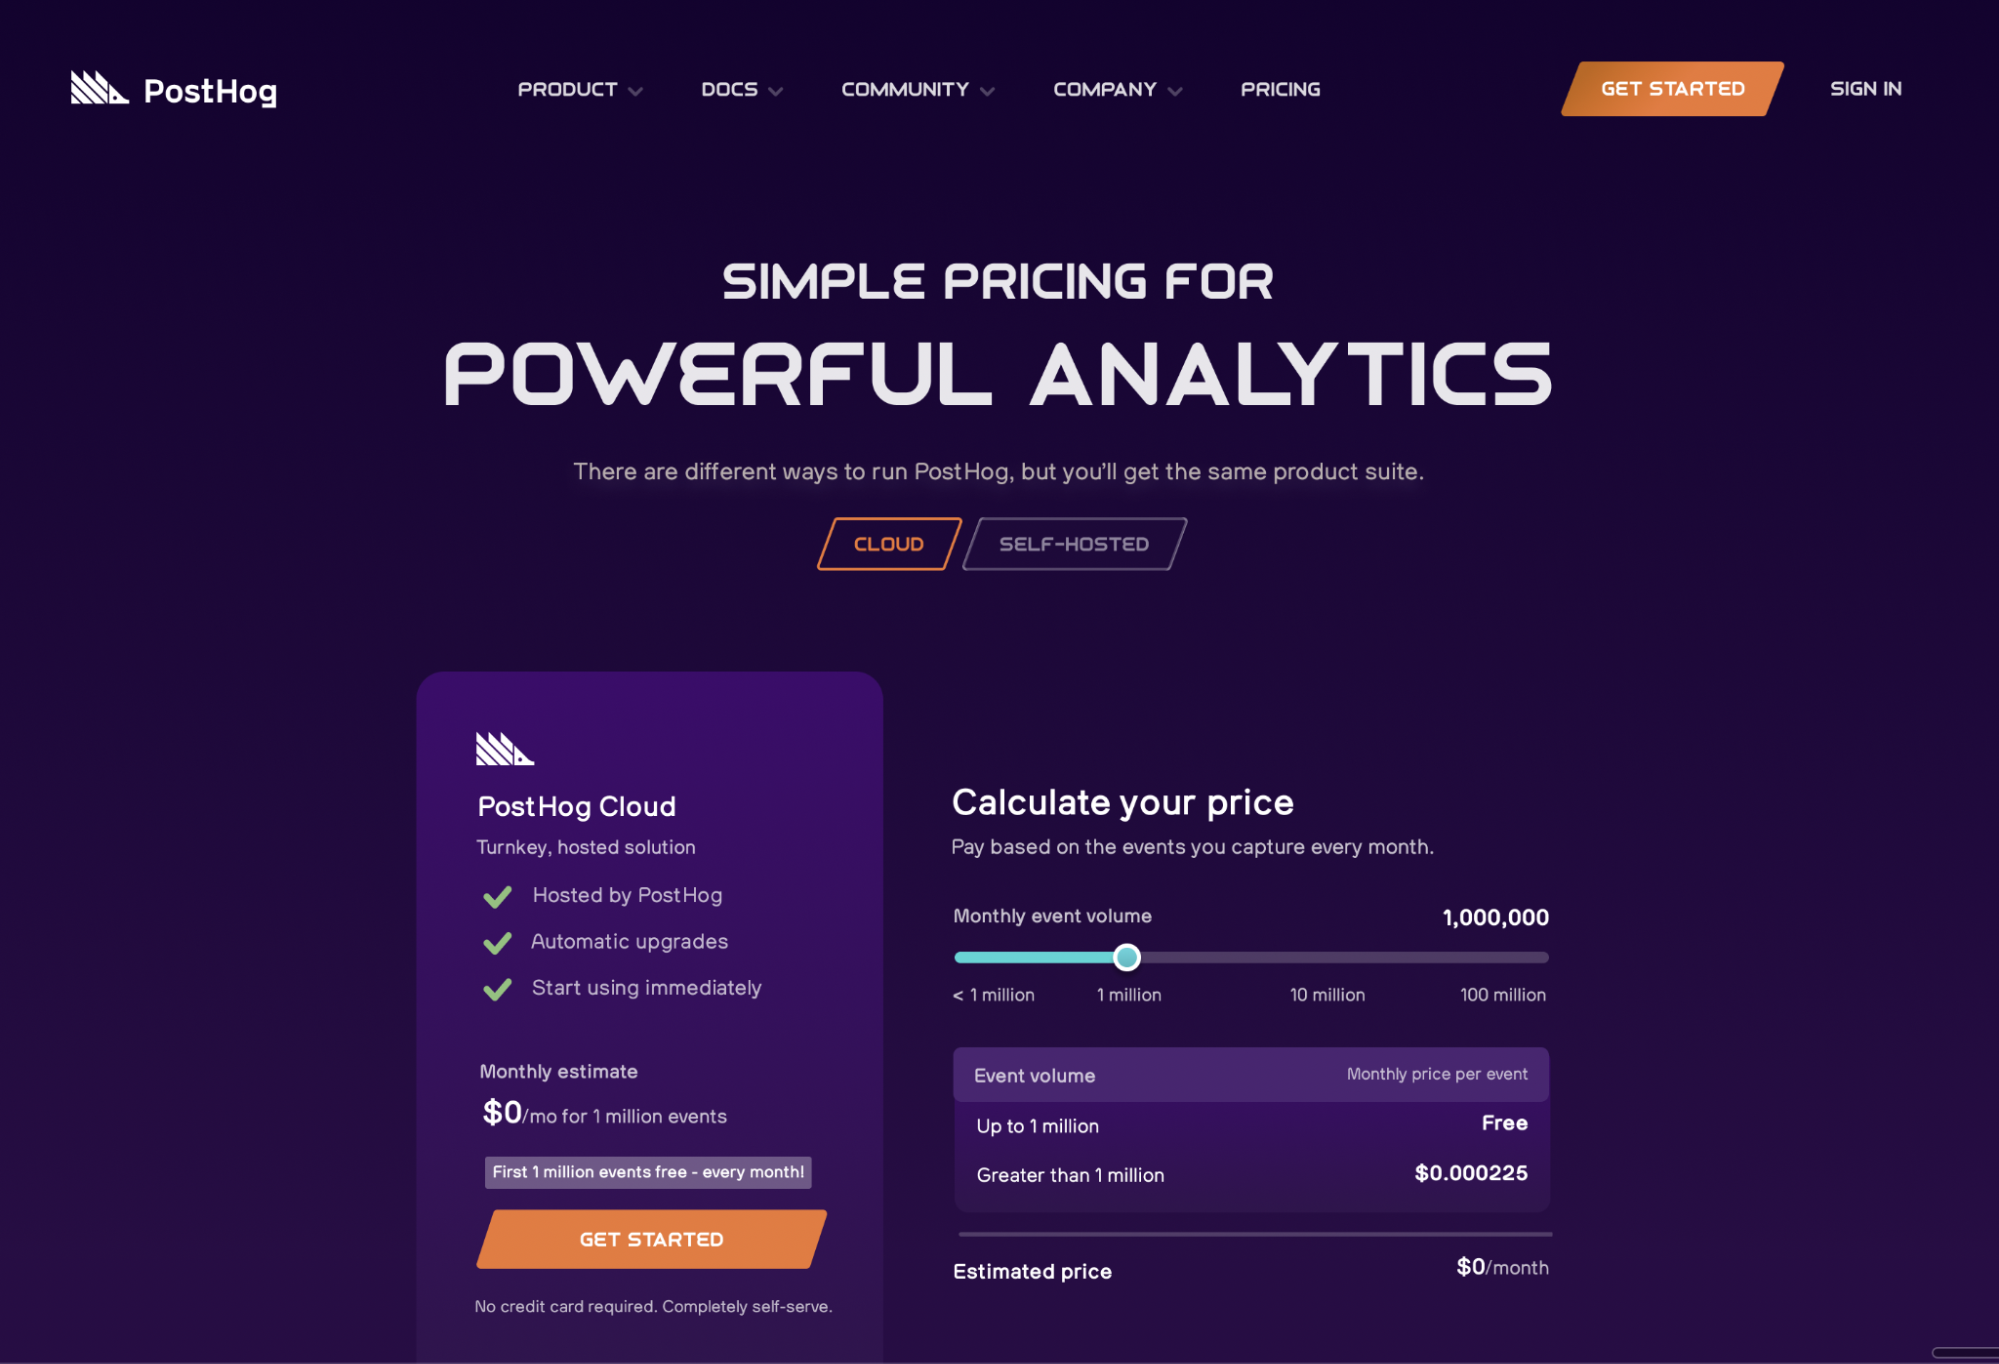 PostHog
PRODUCT
DOCS
COMMUNITY
COMPANY
PRICING
GET STARTED
SIGN IN
SIMPLE PRICING FOR
POWERFUL ANALYTICS
There are different ways to run PostHog, but you'll get the same product suite.
CLOUD
SELF-HOSTED
PostHog Cloud
Turnkey, hosted solution
Hosted by PostHog
Automatic upgrades
Start using immediately
Monthly estimate
$0/mo for 1 million events
First 1 million events free - every month!
GET STARTED
No credit card required. Completely self-serve.
Calculate your price
Pay based on the events you capture every month.
Monthly event volume 1,000,000
< 1 million 1 million 10 million 100 million
Event volume Monthly price per event
Up to 1 million Free
Greater than 1 million $0.000225
Estimated price $0/month